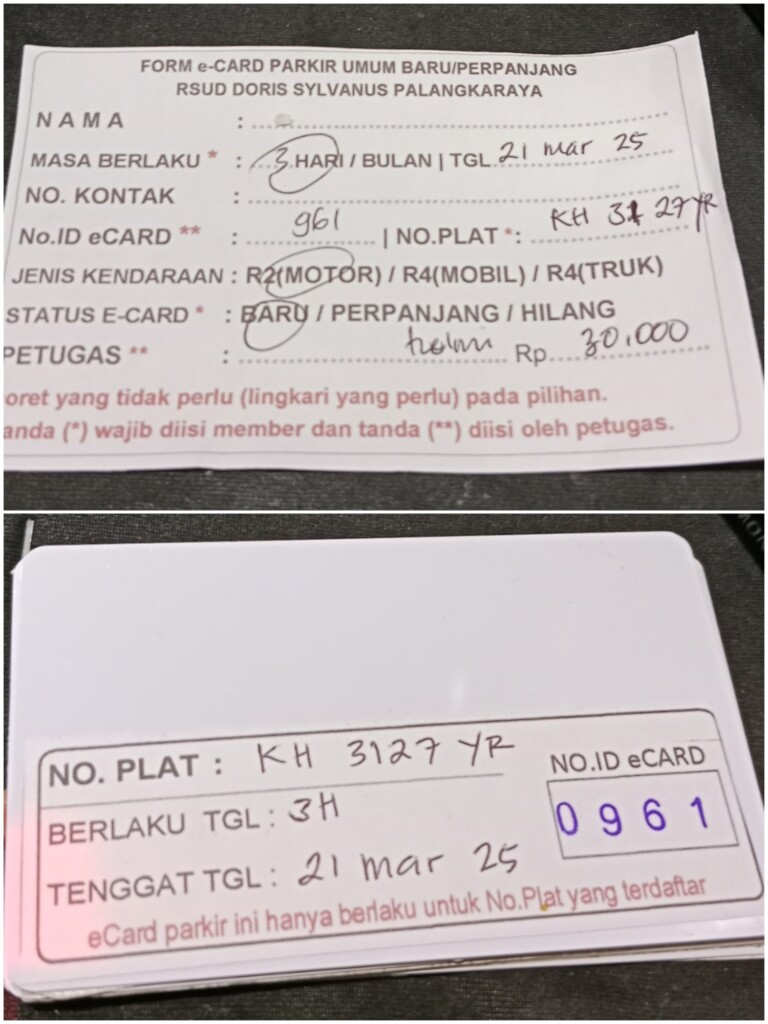 FORM e-CARD PARKIR UMUM BARU/PERPANJANG
RSUD DORIS SYLVANUS PALANGKARAYA
NAMA :
MASA BERLAKU * : 3 HARI / BULAN | TGL 21 mar 25
NO. KONTAK :
No.ID eCARD ** : 961 | NO.PLAT *: KH 3127 YR
JENIS KENDARAAN : R2(MOTOR) / R4(MOBIL) / R4(TRUK)
STATUS E-CARD * : BARU / PERPANJANG / HILANG
PETUGAS ** : helmi Rp. 30.000
oret yang tidak perlu (lingkari yang perlu) pada pilihan.
anda (*) wajib diisi member dan tanda (**) diisi oleh petugas.
NO. PLAT : KH 3127 YR
NO.ID eCARD
BERLAKU TGL : 3H
0961
TENGGAT TGL : 21 mar 25
eCard parkir ini hanya berlaku untuk No.Plat yang terdaftar